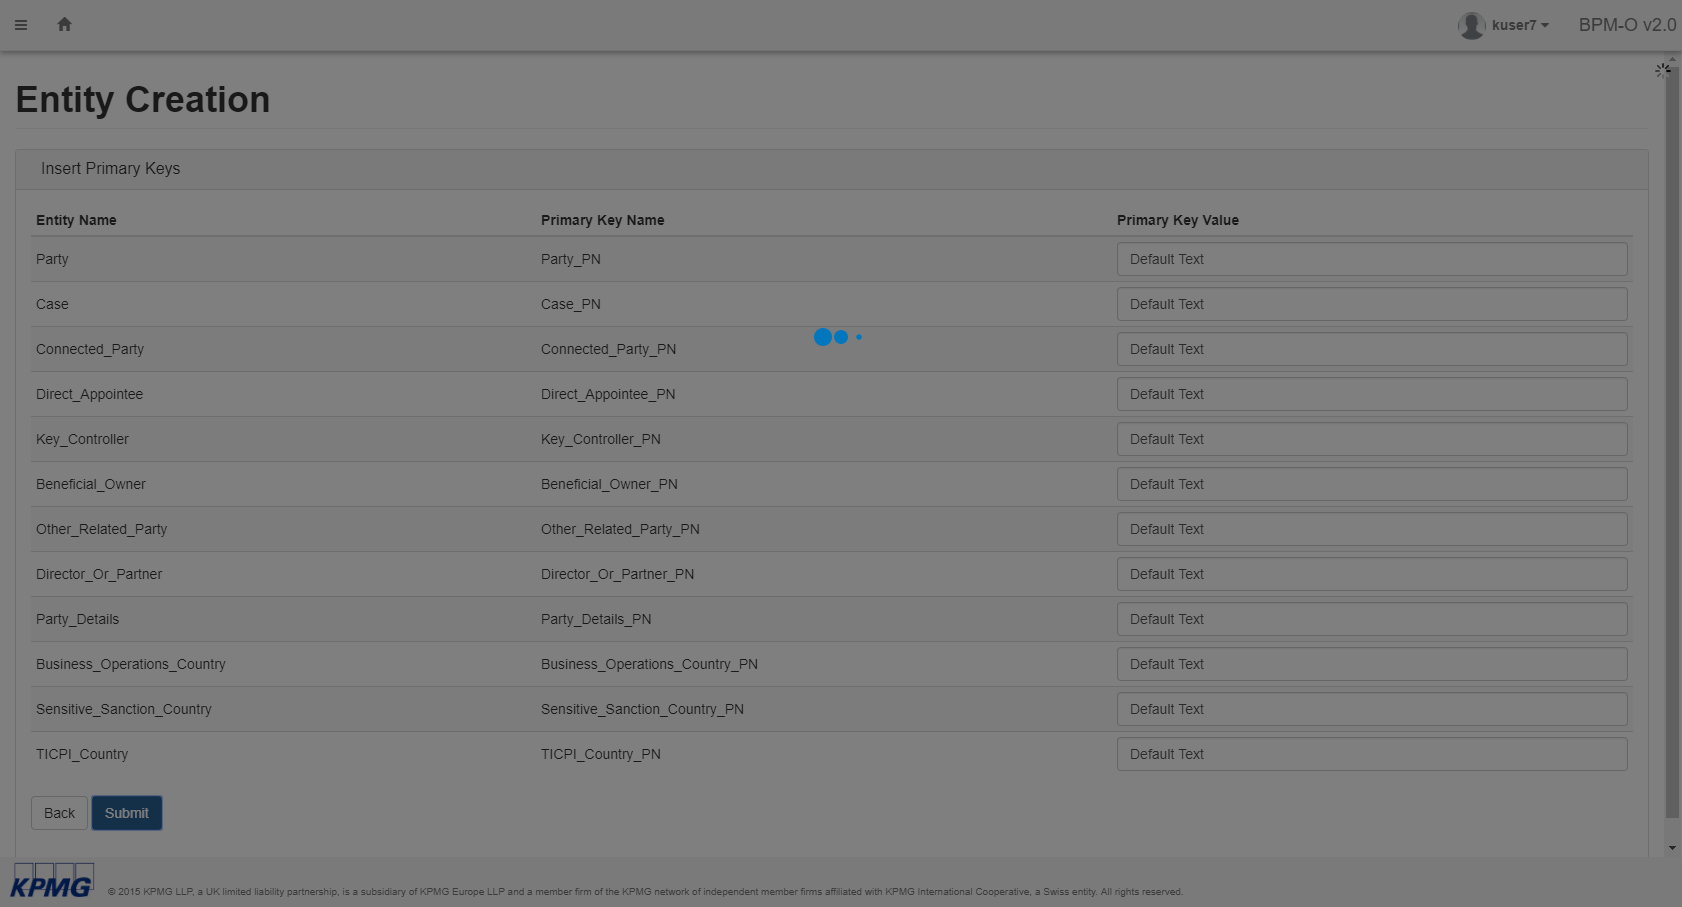 kuser7 BPM-O v2.0
Entity Creation
Insert Primary Keys
Entity Name Primary Key Name Primary Key Value
Party Party_PN Default Text
Case Case_PN Default Text
Connected_Party Connected_Party_PN Default Text
Direct_Appointee Direct_Appointee_PN Default Text
Key_Controller Key_Controller_PN Default Text
Beneficial_Owner Beneficial_Owner_PN Default Text
Other_Related_Party Other_Related_Party_PN Default Text
Director_Or_Partner Director_Or_Partner_PN Default Text
Party_Details Party_Details_PN Default Text
Business_Operations_Country Business_Operations_Country_PN Default Text
Sensitive_Sanction_Country Sensitive_Sanction_Country_PN Default Text
TICPI_Country TICPI_Country_PN Default Text
Back Submit
KPMG © 2015 KPMG LLP, a UK limited liability partnership, is a subsidiary of KPMG Europe LLP and a member firm of the KPMG network of independent member firms affiliated with KPMG International Cooperative, a Swiss entity. All rights reserved.